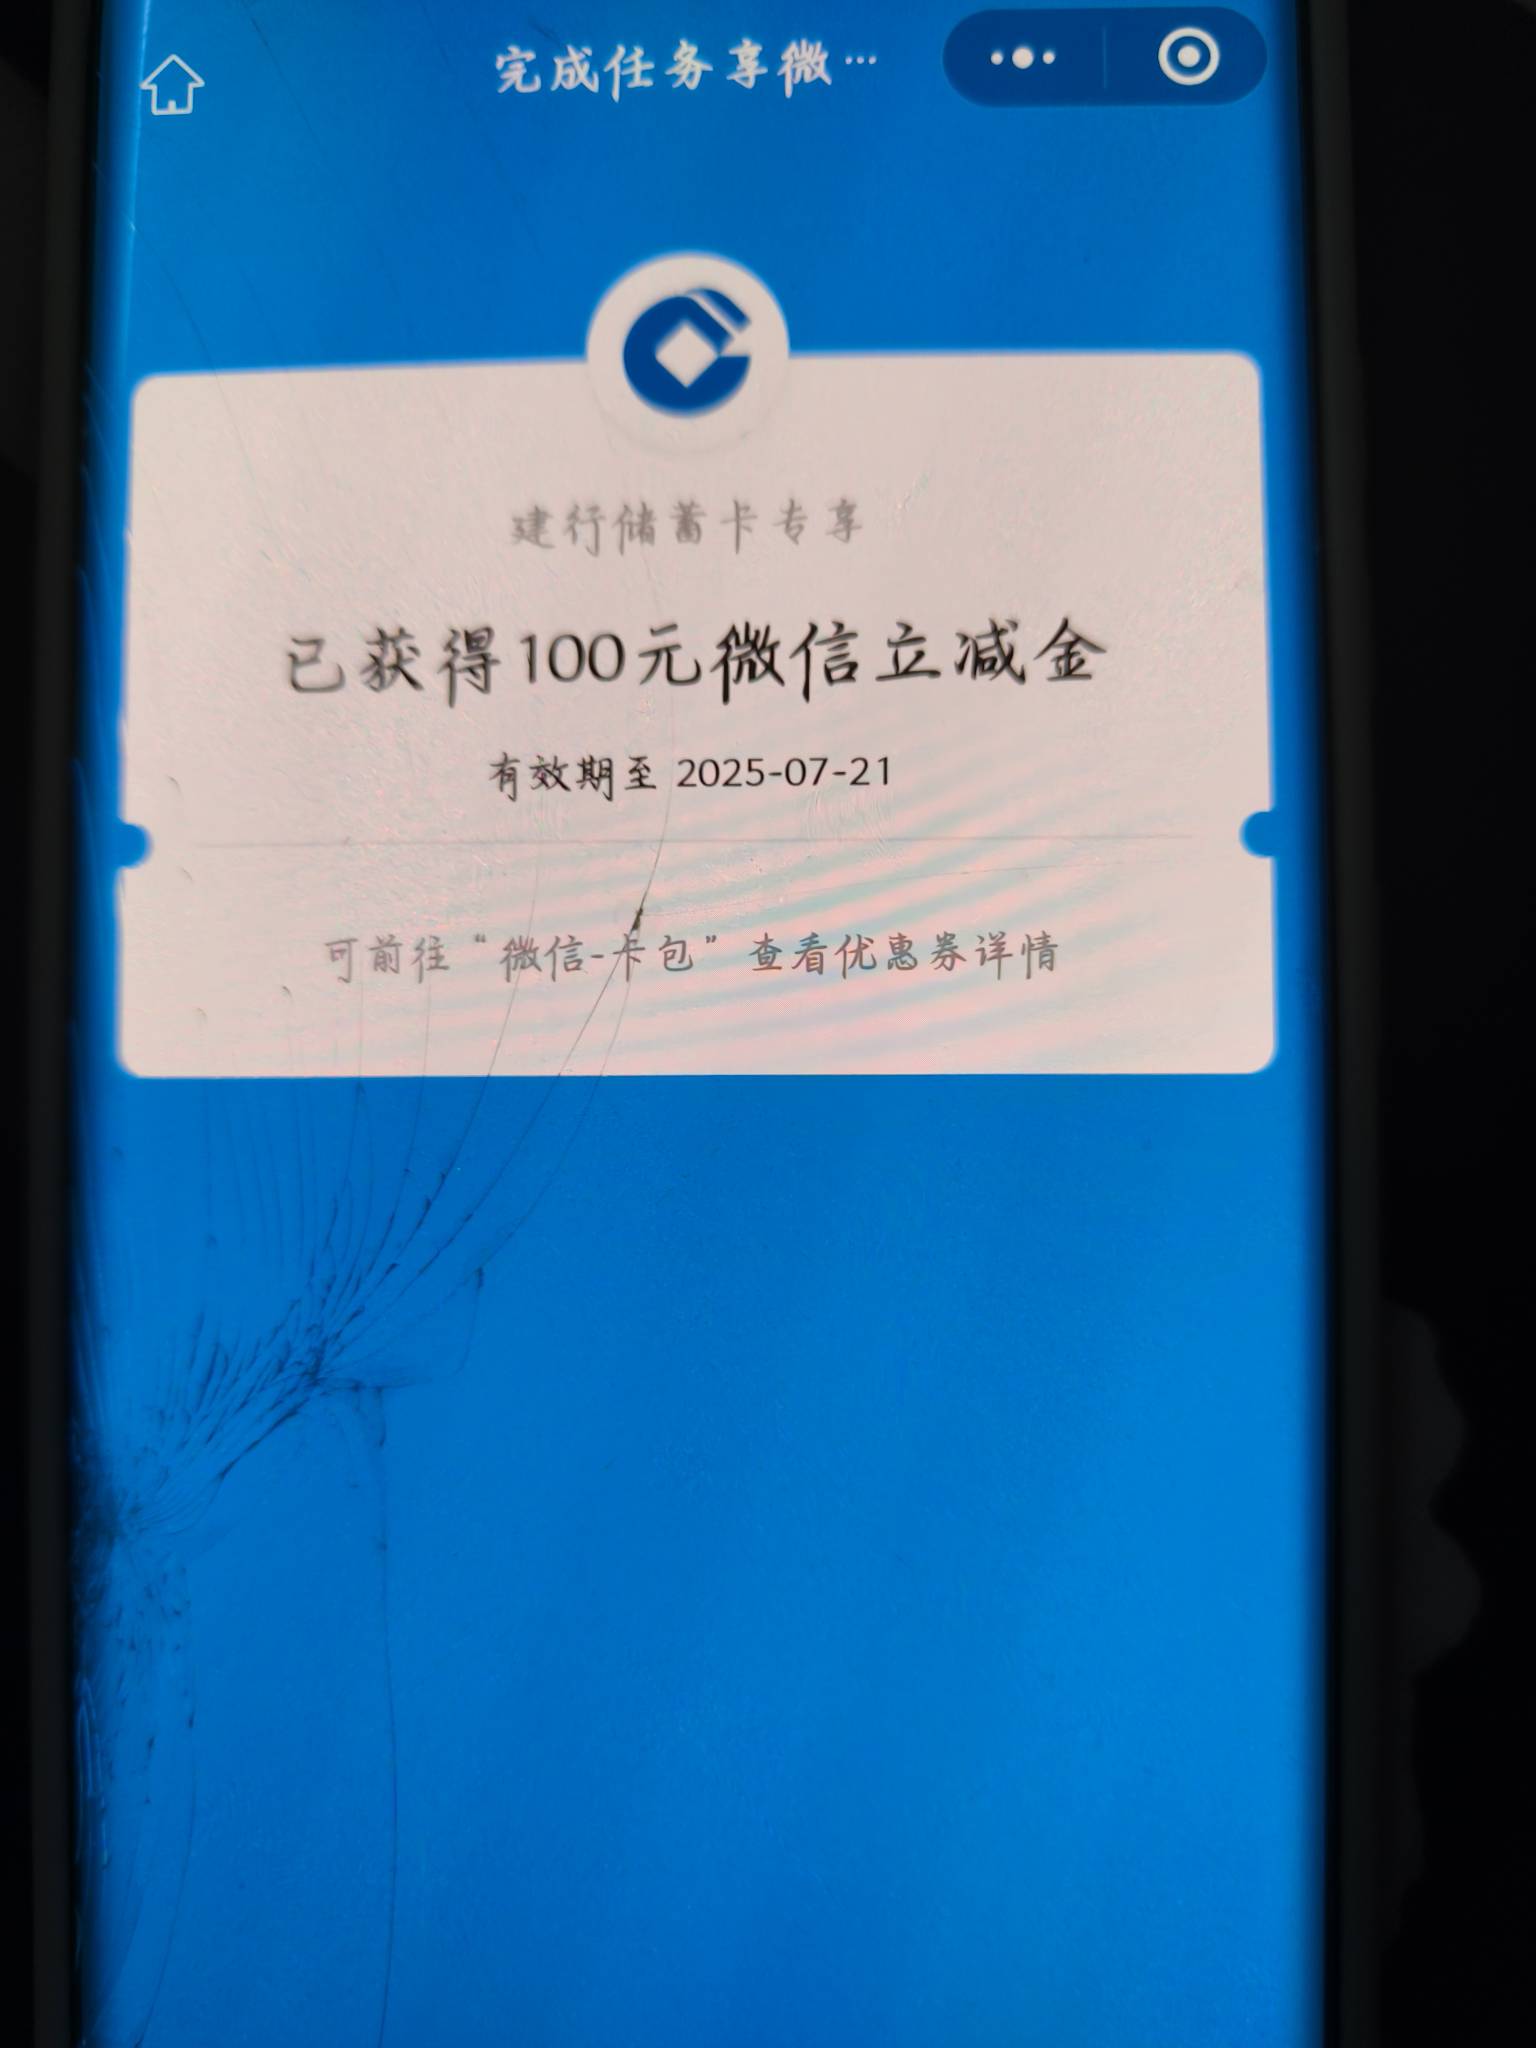 完成任务享微…
建行储蓄卡专享
已获得100元微信立减金
有效期至 2025-07-21
可前往“微信-卡包”查看优惠券详情